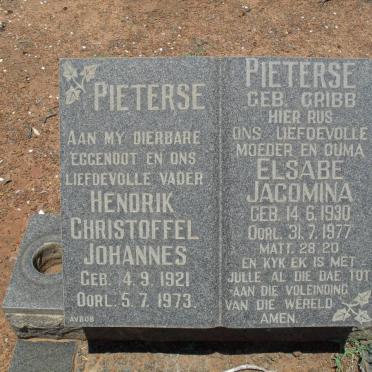 PIETERSE
AAN MY DIERBARE
EGGENOOT EN ONS
LIEFDEVOLLE VADER
HENDRIK
CHRISTOFFEL
JOHANNES
GEB. 4.9.1921
OORL. 5.7.1973.
AVBOB
PIETERSE
GEB. GRIBB
HIER RUS
ONS LIEFDEVOLLE
MOEDER EN OUMA
ELSABE
JACOMINA
GEB. 14.6.1930
OORL. 31.7.1977
MATT. 28.20
EN KYK EK IS MET
JULLE AL DIE DAE TOT
AAN DIE VOLEINDING
VAN DIE WERELD.
AMEN.